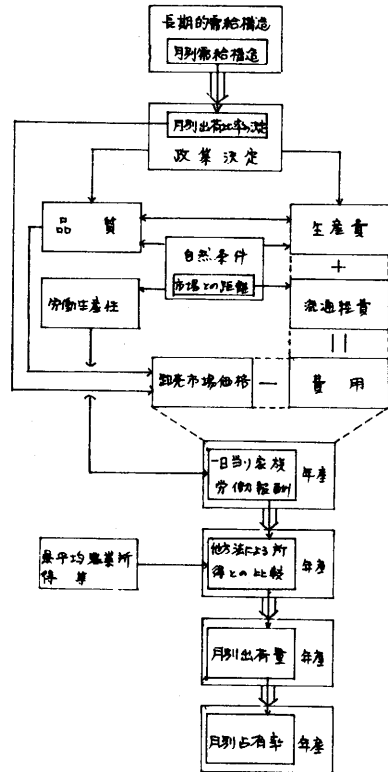 長期的需給構造
月別需給構造
月別出荷比率の決定
政策決定
品質
生産費
自然条件
市場との距離
+
労働生産性
流通経費
||
卸売市場価格
―
費用
一日当り家族
労働報酬
年産
県平均農業所
得等
他方法による所
得との比較
年産
月別出荷量
年産
月別占有率
年産